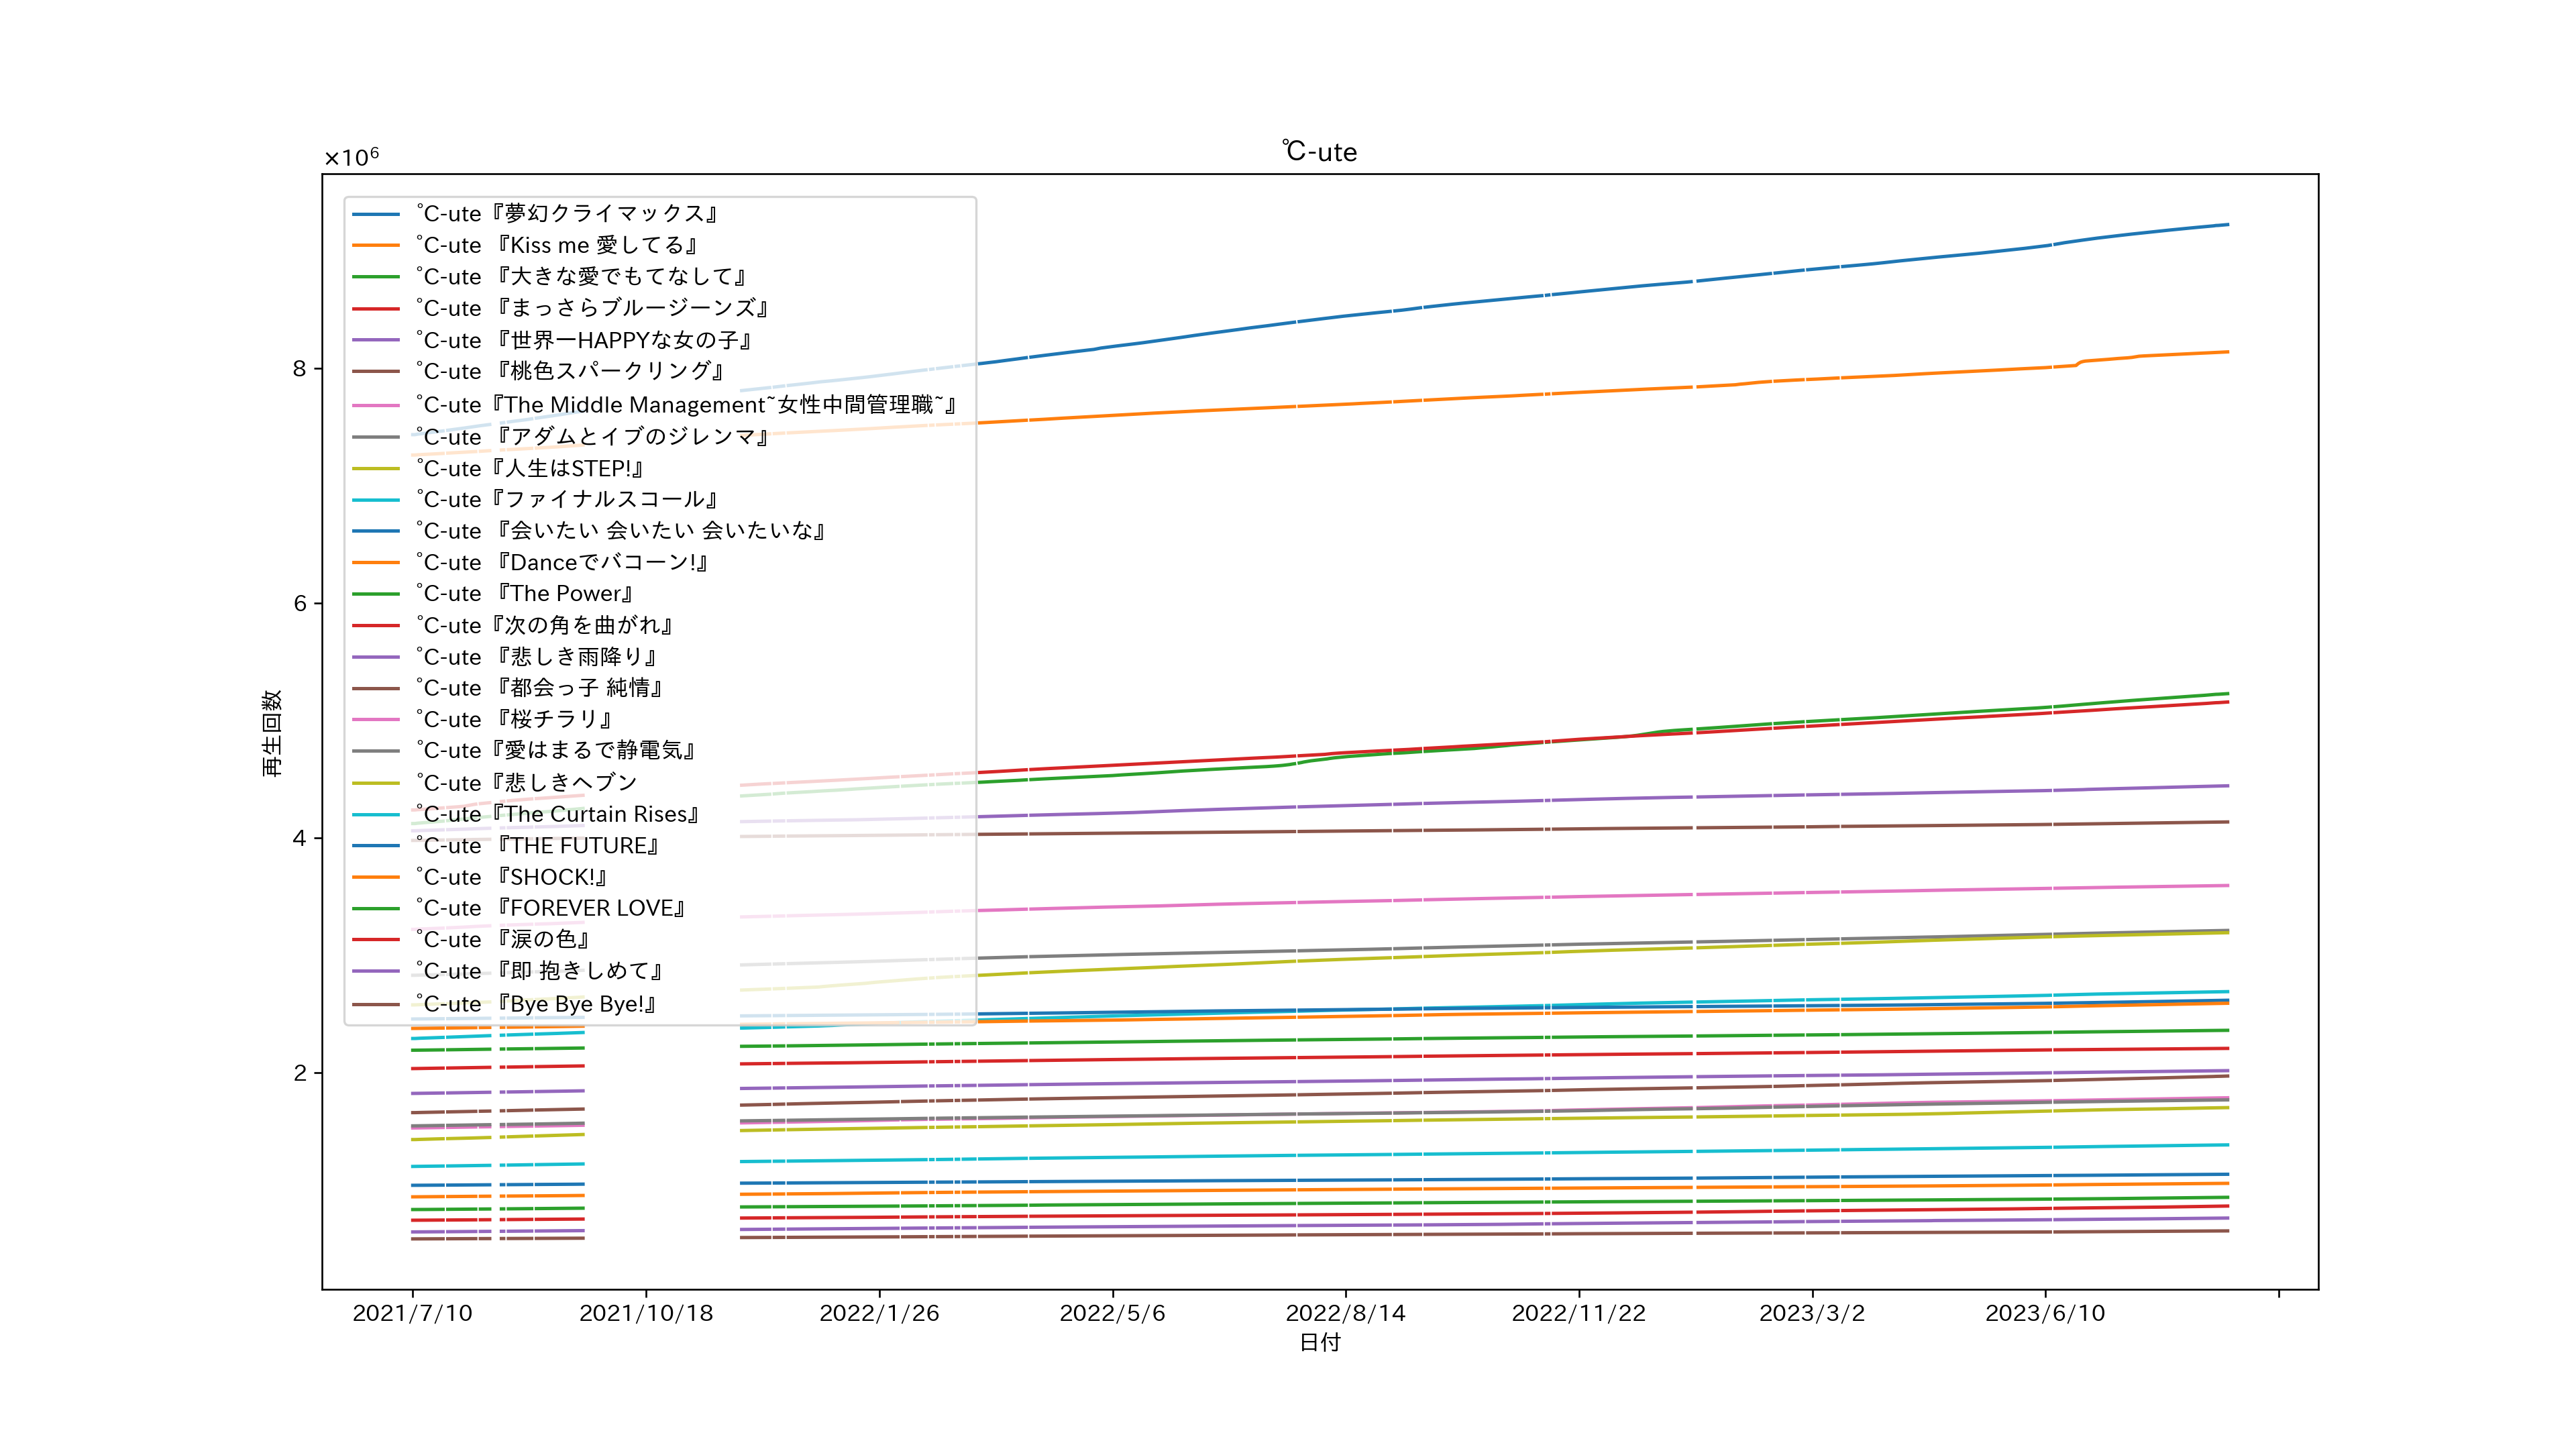 ℃-ute
×10⁶
℃-ute『夢幻クライマックス』
℃-ute 『Kiss me 愛してる』
℃-ute 『大きな愛でもてなして』
℃-ute 『まっさらブルージーンズ』
℃-ute 『世界一HAPPYな女の子』
℃-ute 『桃色スパークリング』
℃-ute『The Middle Management~女性中間管理職~』
℃-ute 『アダムとイブのジレンマ』
℃-ute『人生はSTEP!』
℃-ute『ファイナルスコール』
℃-ute 『会いたい 会いたい 会いたいな』
℃-ute 『Danceでバコーン!』
℃-ute 『The Power』
℃-ute『次の角を曲がれ』
℃-ute 『悲しき雨降り』
℃-ute 『都会っ子 純情』
℃-ute 『桜チラリ』
℃-ute『愛はまるで静電気』
℃-ute『悲しきヘブン
℃-ute『The Curtain Rises』
℃-ute 『THE FUTURE』
℃-ute 『SHOCK!』
℃-ute 『FOREVER LOVE』
℃-ute 『涙の色』
℃-ute 『即 抱きしめて』
℃-ute 『Bye Bye Bye!』
8
6
4
2
再生回数
2021/7/10 2021/10/18 2022/1/26 2022/5/6 2022/8/14 2022/11/22 2023/3/2 2023/6/10
日付